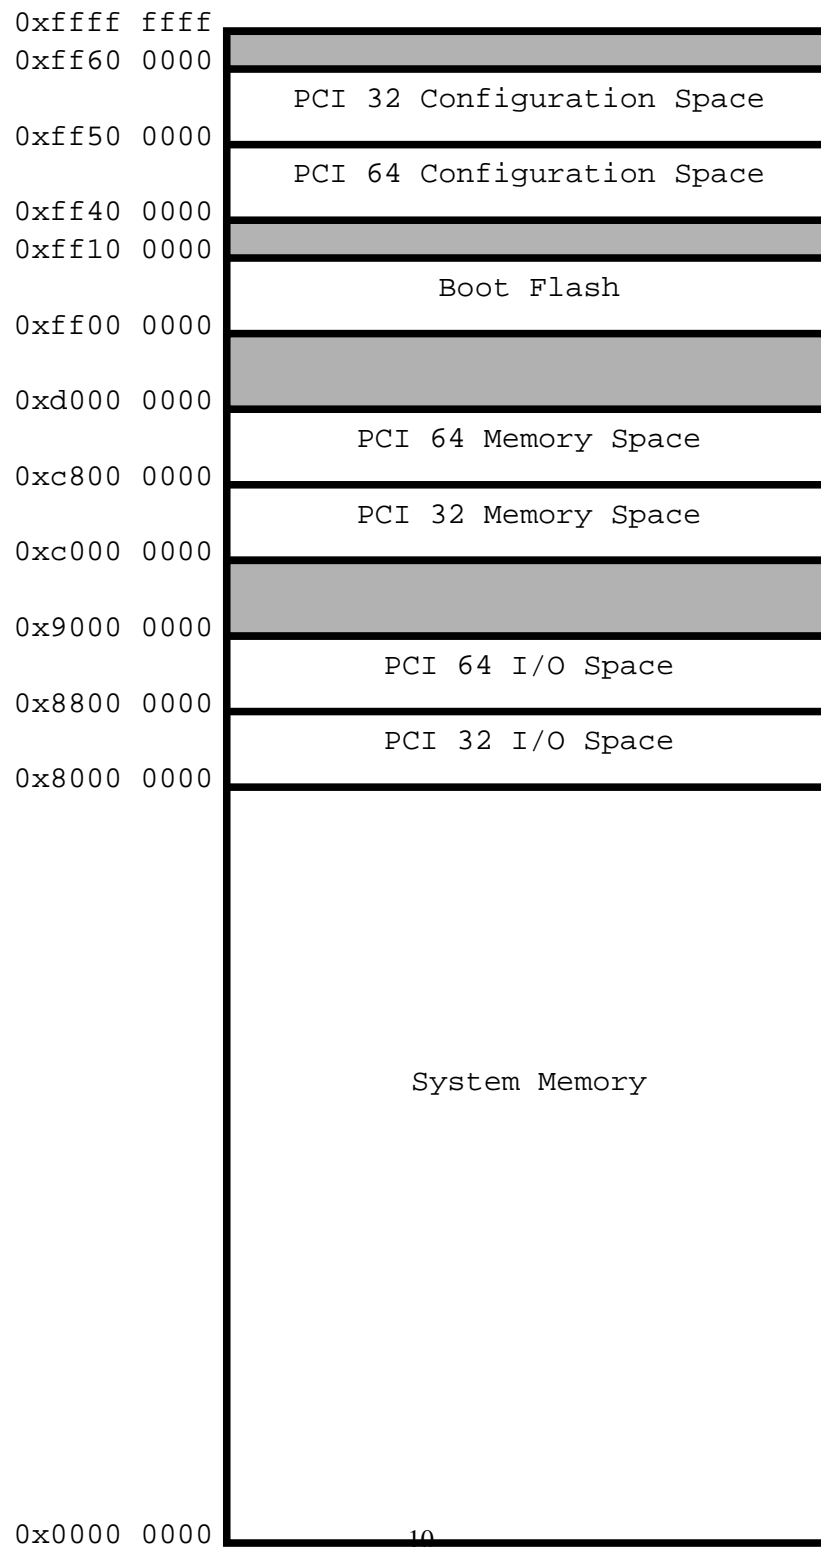 0xffff ffff
0xff60 0000
PCI 32 Configuration Space
0xff50 0000
PCI 64 Configuration Space
0xff40 0000
0xff10 0000
Boot Flash
0xff00 0000
0xd000 0000
PCI 64 Memory Space
0xc800 0000
PCI 32 Memory Space
0xc000 0000
0x9000 0000
PCI 64 I/O Space
0x8800 0000
PCI 32 I/O Space
0x8000 0000
System Memory
0x0000 0000
10